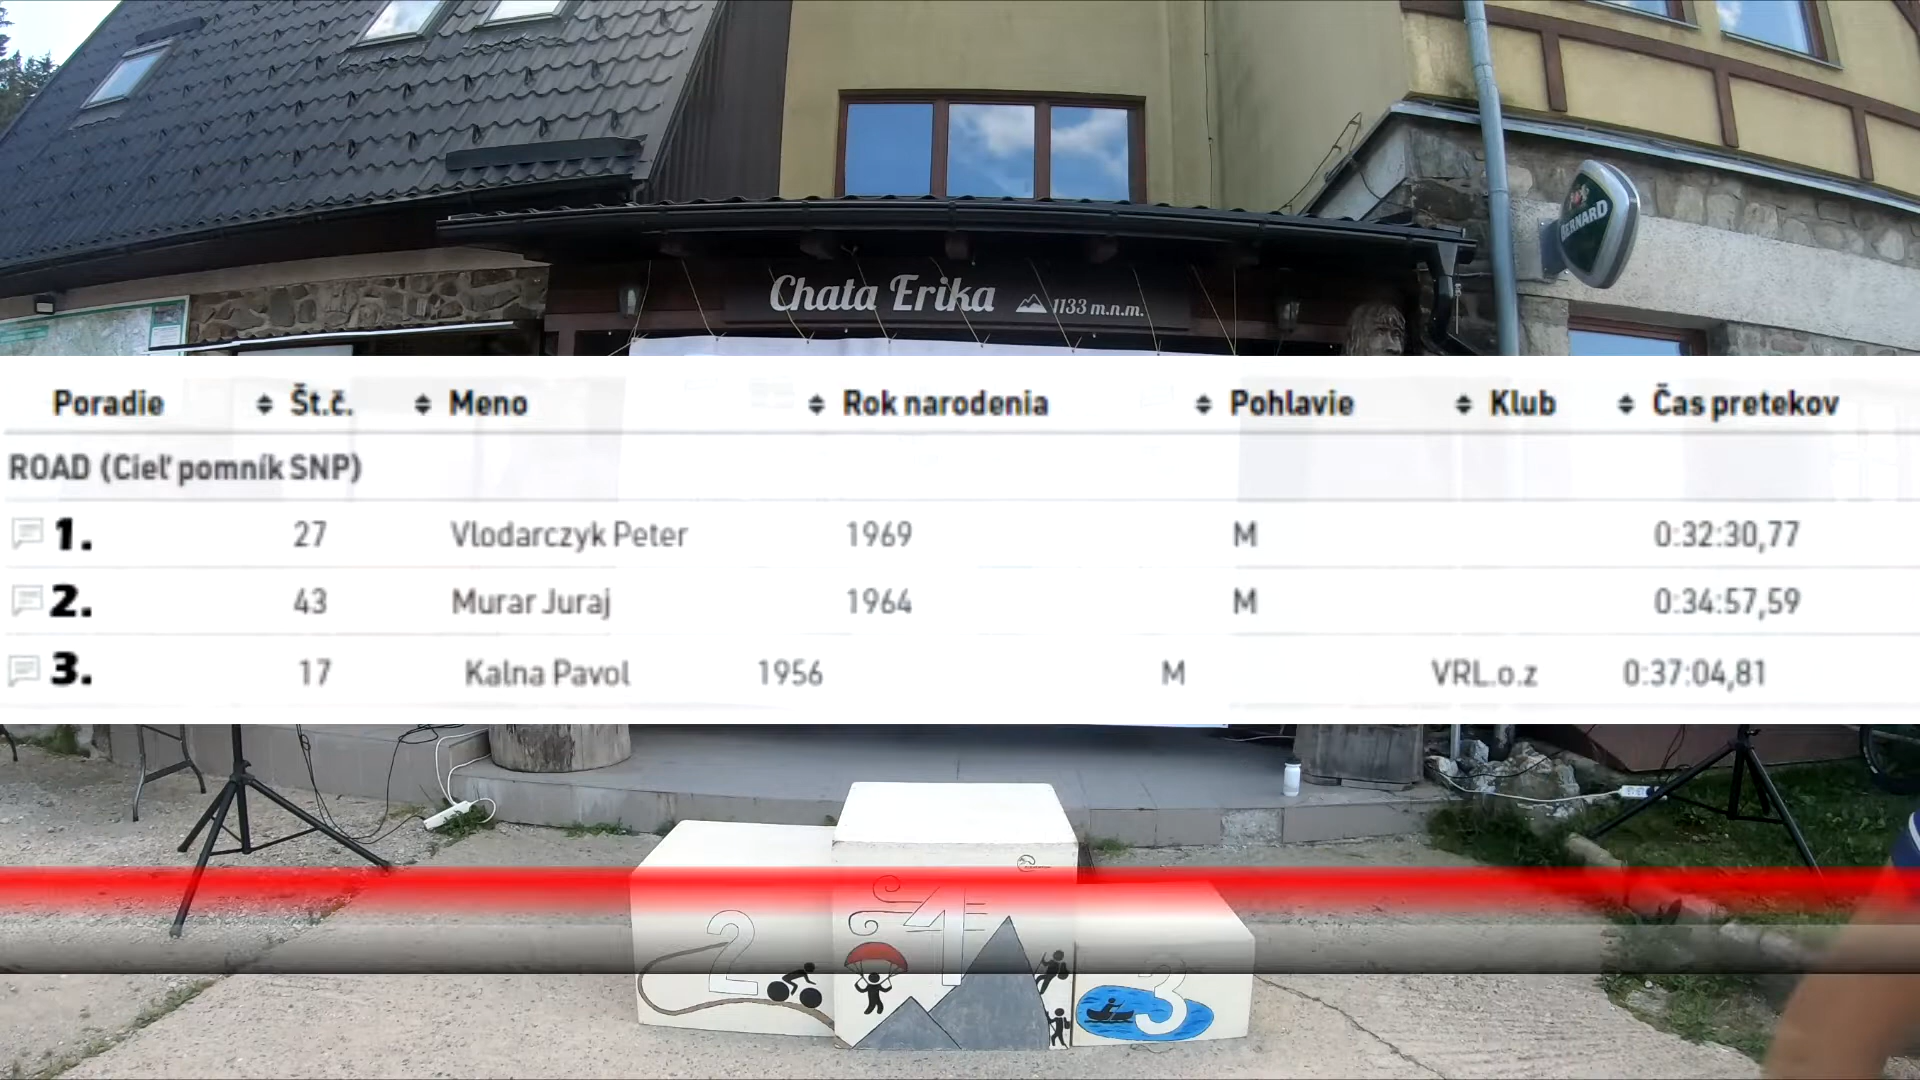 Chata Erika 1133 m.n.m.
BERNARD
Poradie Št.č. Meno Rok narodenia Pohlavie Klub Čas pretekov
ROAD (Cieľ pomník SNP)
1. 27 Vlodarczyk Peter 1969 M 0:32:30,77
2. 43 Murar Juraj 1964 M 0:34:57,59
3. 17 Kalna Pavol 1956 M VRL.o.z 0:37:04,81
1
2
3